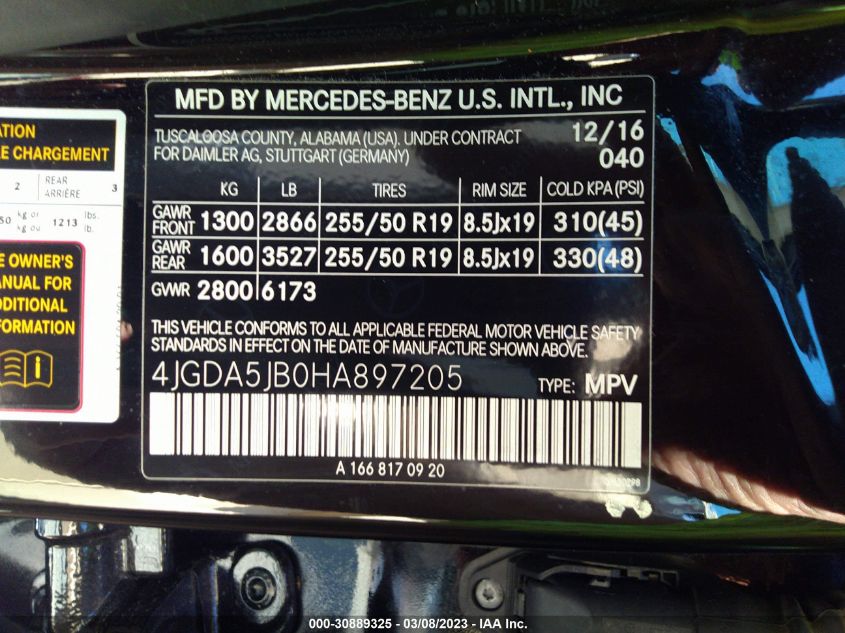 MFD BY MERCEDES-BENZ U.S. INTL., INC
TUSCALOOSA COUNTY, ALABAMA (USA). UNDER CONTRACT 12/16
FOR DAIMLER AG, STUTTGART (GERMANY) 040
KG LB TIRES RIM SIZE COLD KPA (PSI)
GAWR FRONT 1300 2866 255/50 R19 8.5Jx19 310(45)
GAWR REAR 1600 3527 255/50 R19 8.5Jx19 330(48)
GVWR 2800 6173
THIS VEHICLE CONFORMS TO ALL APPLICABLE FEDERAL MOTOR VEHICLE SAFETY
STANDARDS IN EFFECT ON THE DATE OF MANUFACTURE SHOWN ABOVE.
4JGDA5JB0HA897205 TYPE: MPV
A 166 817 09 20
CHARGEMENT
2 REAR 3
ARRIÈRE
kg or 1213 lbs.
kg ou lb.
OWNER'S
FOR
000-30889325 - 03/08/2023 - IAA Inc.